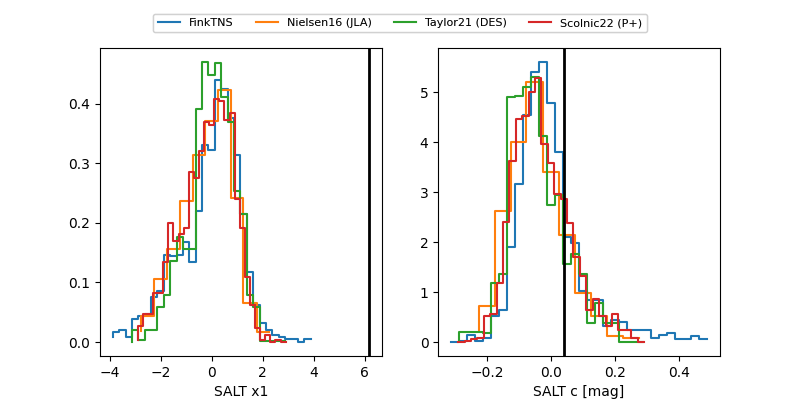 FinkTNS Nielsen16 (JLA) Taylor21 (DES) Scolnic22 (P+)
0.4
0.3
0.2
0.1
0.0
−4 −2 0 2 4 6
SALT x1
5
4
3
2
1
0
−0.2 0.0 0.2 0.4
SALT c [mag]